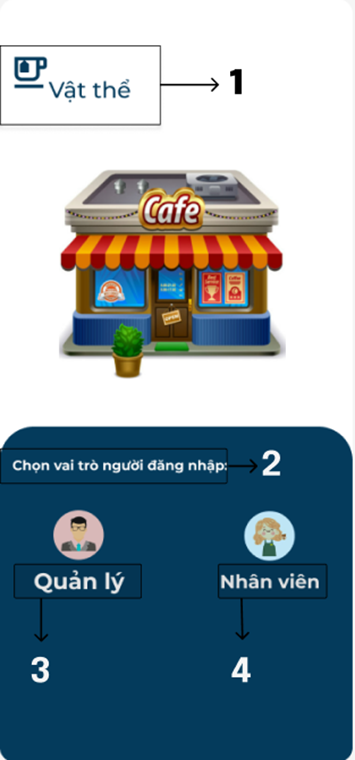 Vật thể
1
Cafe
Chọn vai trò người đăng nhập:
2
Quản lý
Nhân viên
3
4